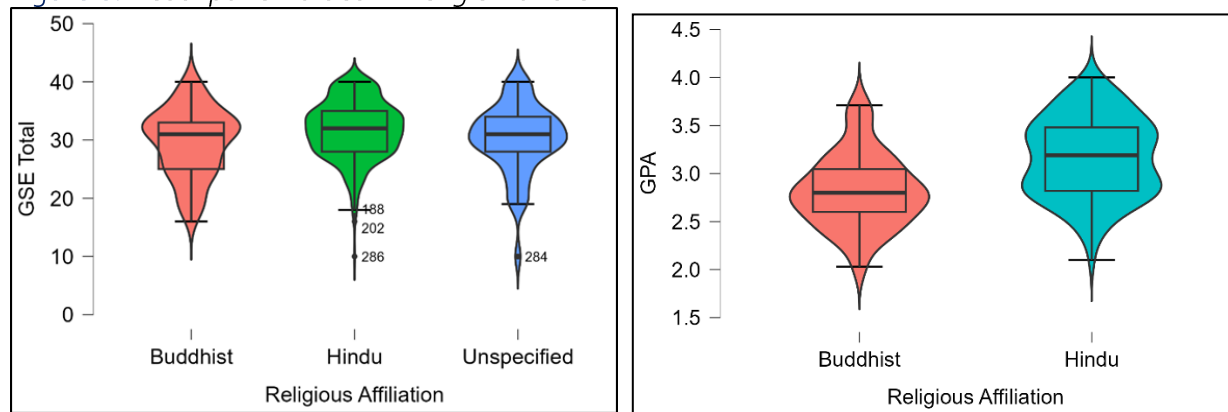 50
40
30
20
10
0
GSE Total
188
202
286
284
Buddhist Hindu Unspecified
Religious Affiliation
4.5
4.0
3.5
3.0
2.5
2.0
1.5
GPA
Buddhist Hindu
Religious Affiliation